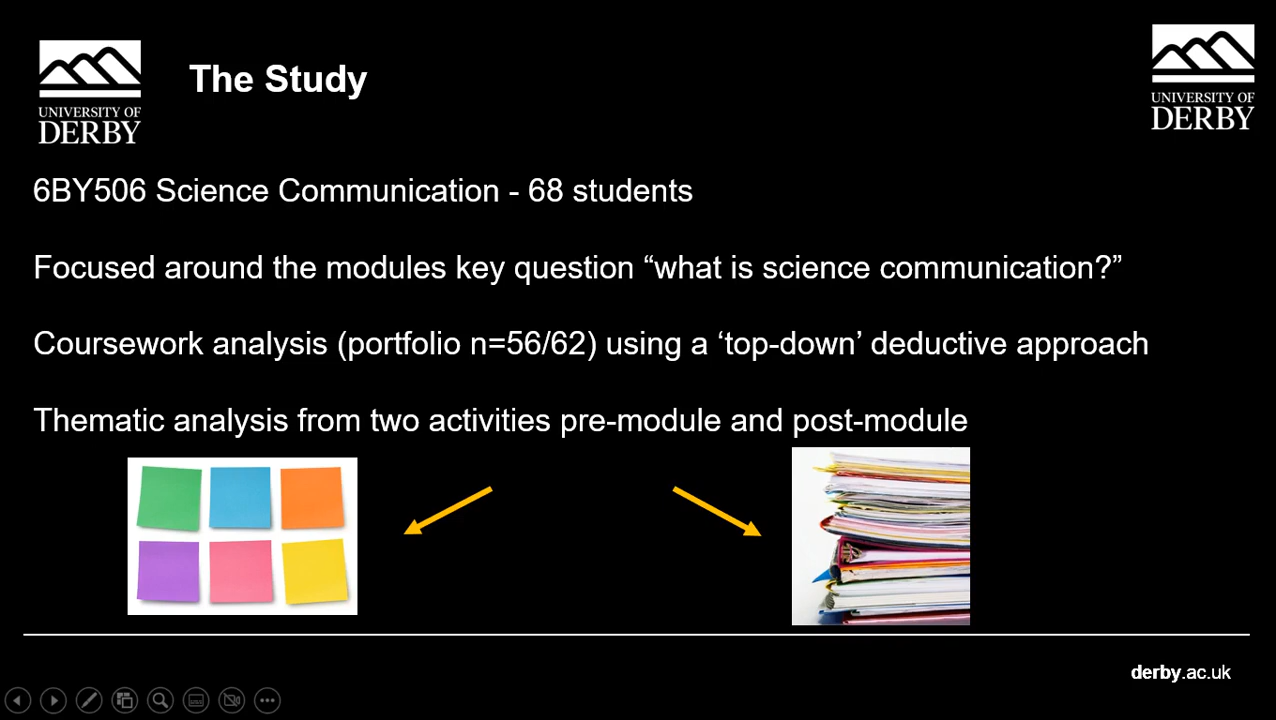 UNIVERSITY OF
DERBY
The Study
UNIVERSITY OF
DERBY
6BY506 Science Communication - 68 students
Focused around the modules key question “what is science communication?”
Coursework analysis (portfolio n=56/62) using a ‘top-down’ deductive approach
Thematic analysis from two activities pre-module and post-module
derby.ac.uk